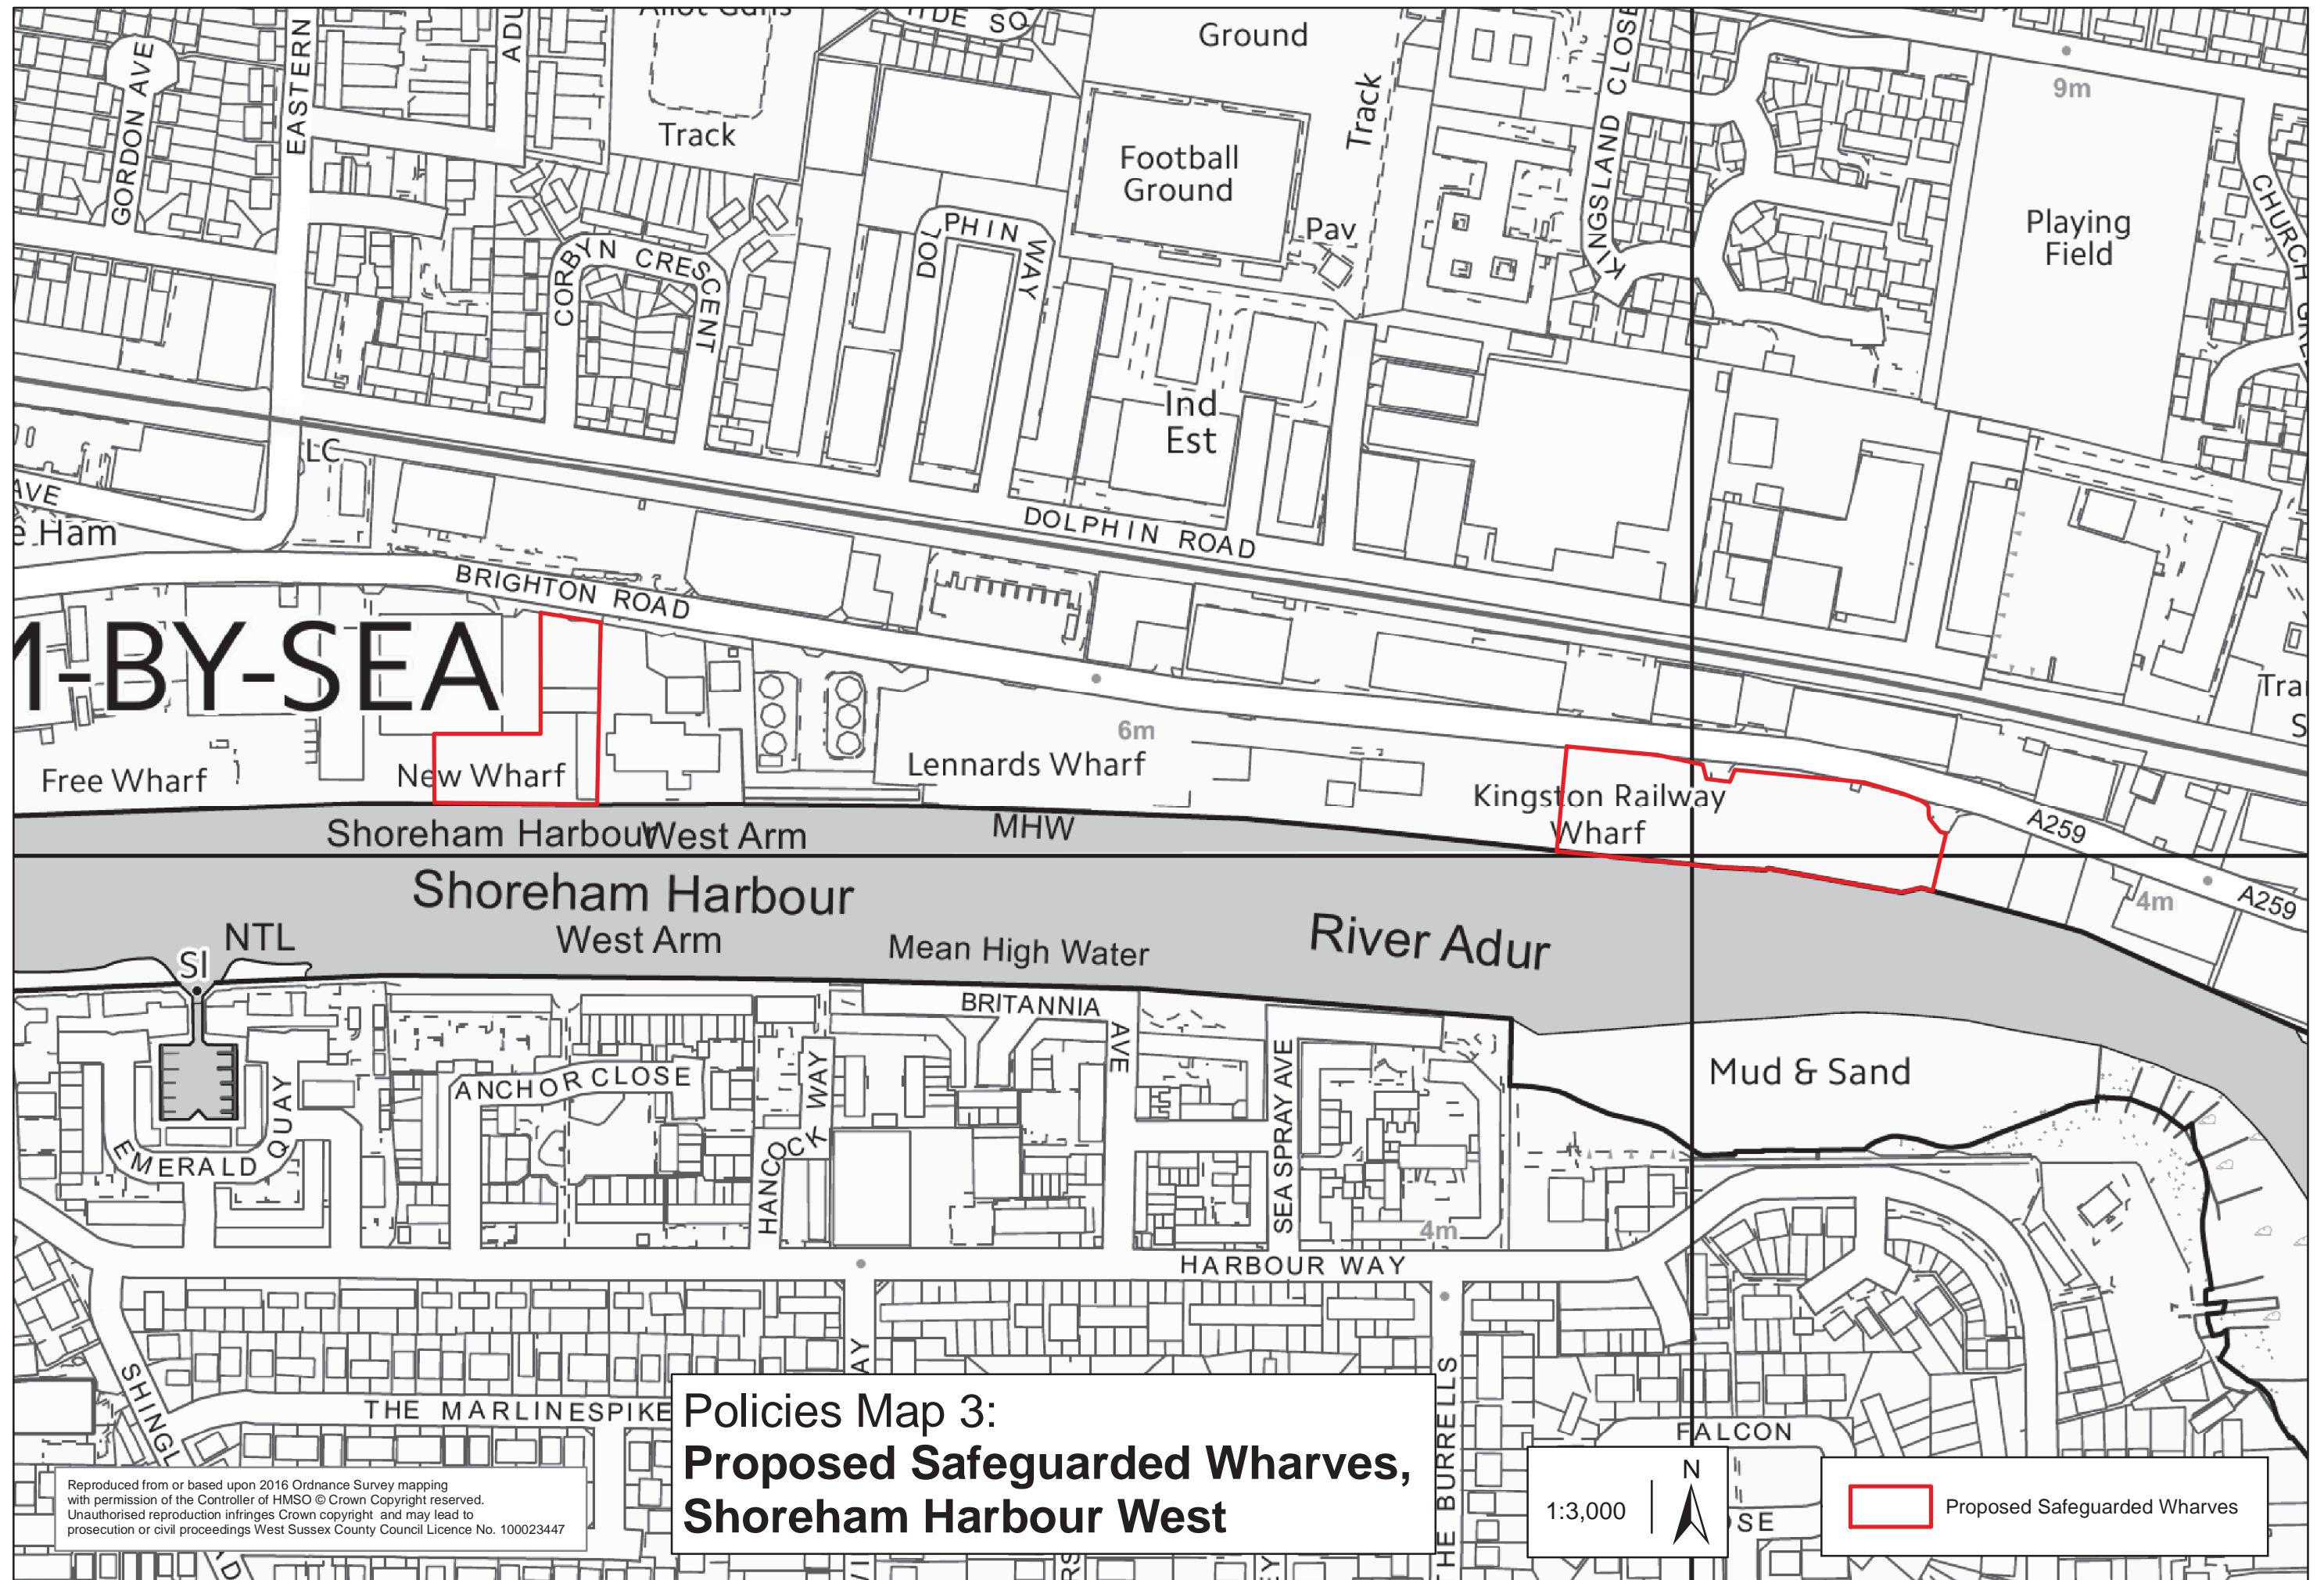 GORDON AVE
EASTERN
Track
Ground
Track
KINGSLAND CLOSE
9m
Football
Ground
Pav
Playing
Field
CHURCH
CORBYN CRESCENT
DOLPHIN WAY
Ind
Est
LC
AVE
Ham
DOLPHIN ROAD
BRIGHTON ROAD
M-BY-SEA
Free Wharf
New Wharf
Lennards Wharf
6m
Kingston Railway
Wharf
A259
A259
4m
Shoreham Harbour West Arm
MHW
Shoreham Harbour
West Arm
Mean High Water
River Adur
NTL
SI
BRITANNIA
AVE
Mud & Sand
ANCHOR CLOSE
HANCOCK WAY
SEA SPRAY AVE
EMERALD QUAY
4m
HARBOUR WAY
THE MARLINESPIKE
THE BURRELLS
FALCON
Policies Map 3:
Proposed Safeguarded Wharves,
Shoreham Harbour West
Reproduced from or based upon 2016 Ordnance Survey mapping
with permission of the Controller of HMSO © Crown Copyright reserved.
Unauthorised reproduction infringes Crown copyright and may lead to
prosecution or civil proceedings West Sussex County Council Licence No. 100023447
1:3,000
N
Proposed Safeguarded Wharves